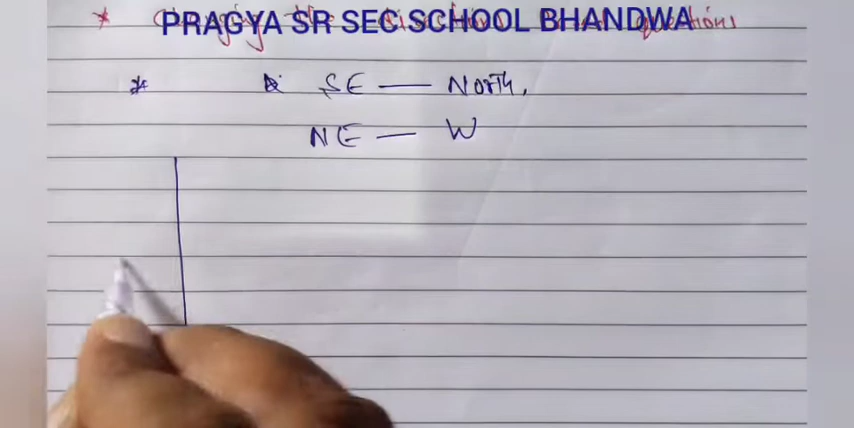 PRAGYA SR SEC SCHOOL BHANDWA
SE — North,
NE — W